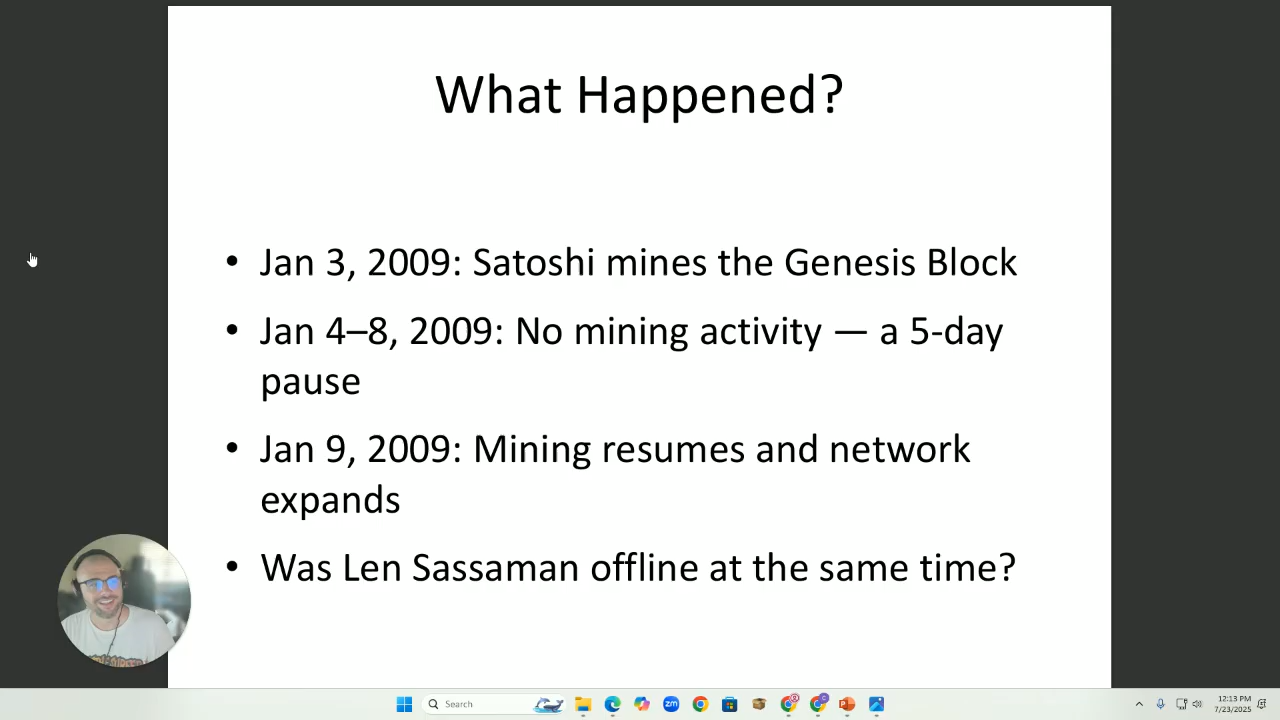 What Happened?
• Jan 3, 2009: Satoshi mines the Genesis Block
• Jan 4–8, 2009: No mining activity — a 5-day
pause
• Jan 9, 2009: Mining resumes and network
expands
• Was Len Sassaman offline at the same time?
Search
zm
12:13 PM
7/23/2025